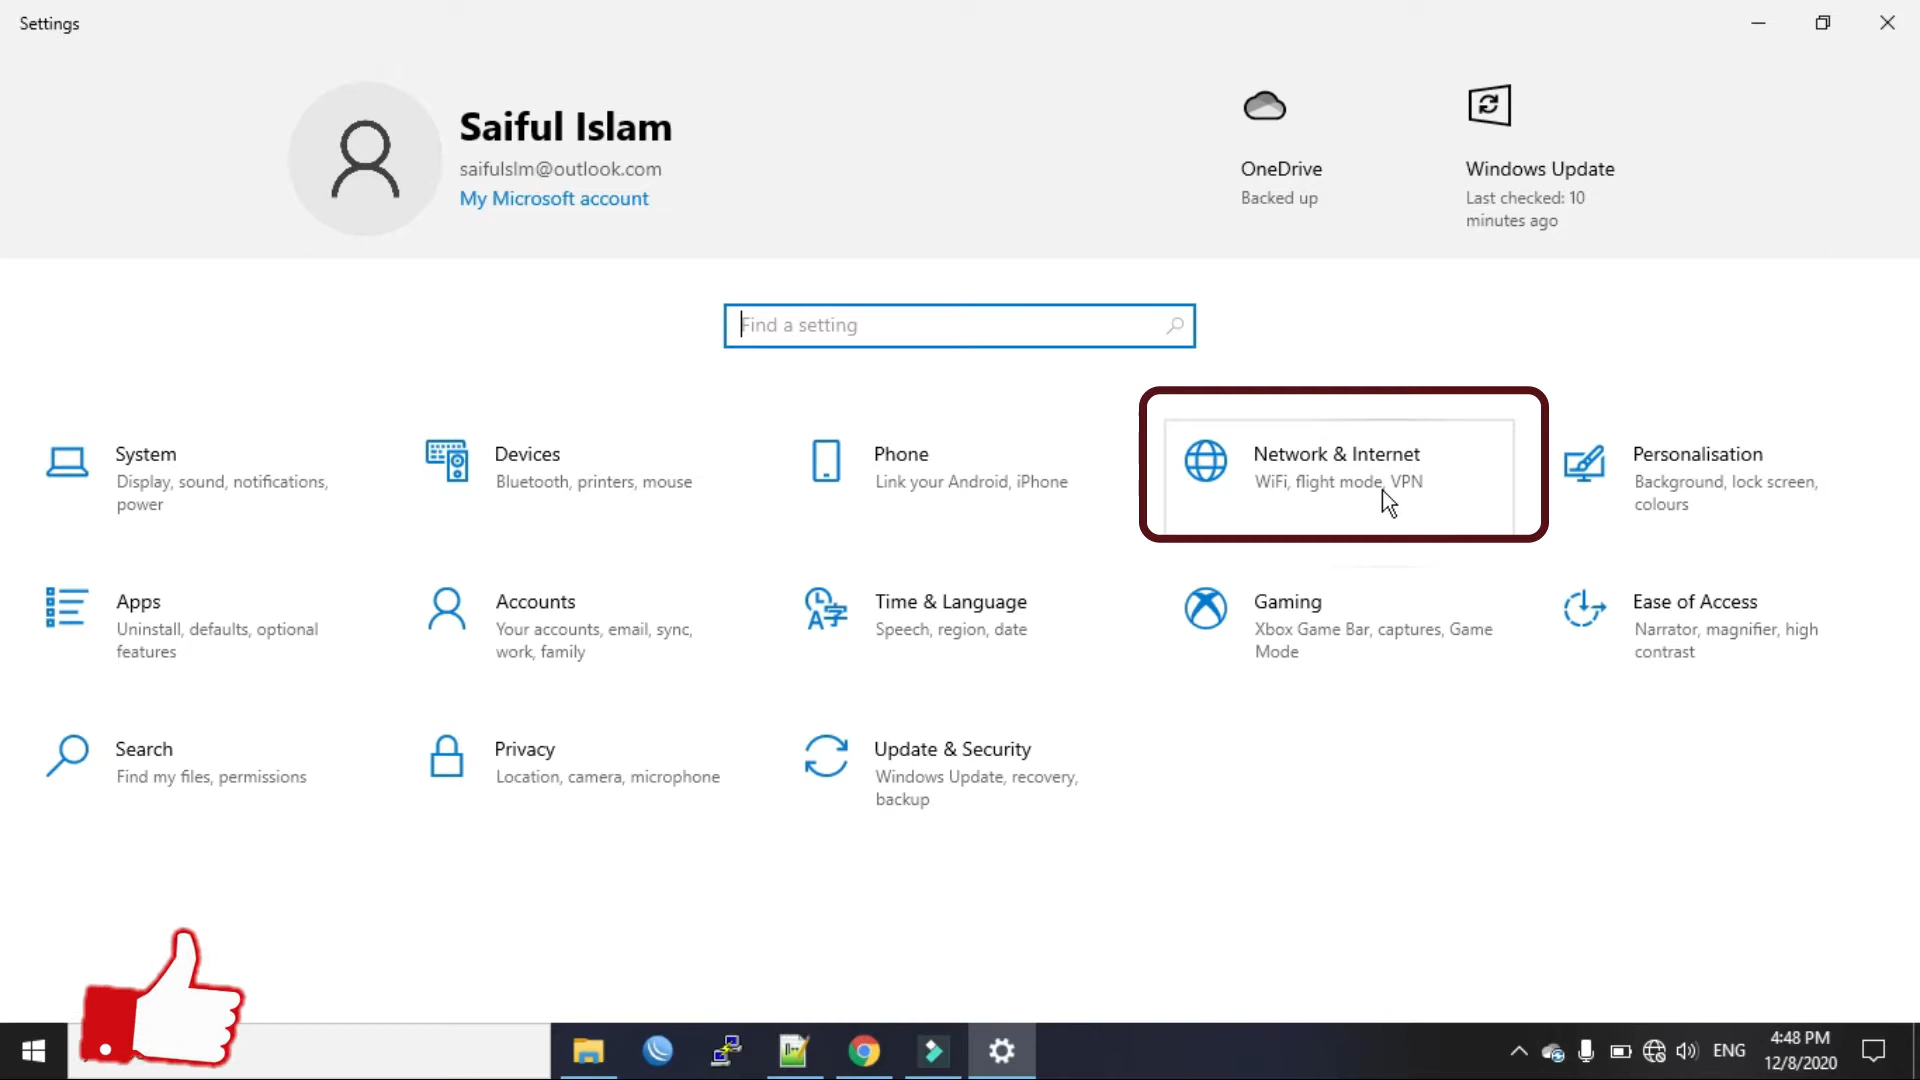 Settings
Saiful Islam
saifulslm@outlook.com
My Microsoft account
OneDrive
Backed up
Windows Update
Last checked: 10
minutes ago
Find a setting
System
Display, sound, notifications,
power
Devices
Bluetooth, printers, mouse
Phone
Link your Android, iPhone
Network & Internet
WiFi, flight mode, VPN
Personalisation
Background, lock screen,
colours
Apps
Uninstall, defaults, optional
features
Accounts
Your accounts, email, sync,
work, family
Time & Language
Speech, region, date
Gaming
Xbox Game Bar, captures, Game
Mode
Ease of Access
Narrator, magnifier, high
contrast
Search
Find my files, permissions
Privacy
Location, camera, microphone
Update & Security
Windows Update, recovery,
backup
ENG
4:48 PM
12/8/2020